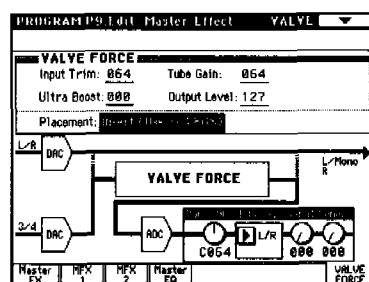 PROGRAM P9.Edit Master Effect VALVE
VALVE FORCE
Input Trim: 064 Tube Gain: 064
Ultra Boost: 000 Output Level: 127
Placement:
L/R DAC
L/Mono
R
VALVE FORCE
3/4 DAC ADC L/R
C064 000 000
Master FX MFX 1 MFX 2 Master EQ VALVE FORCE